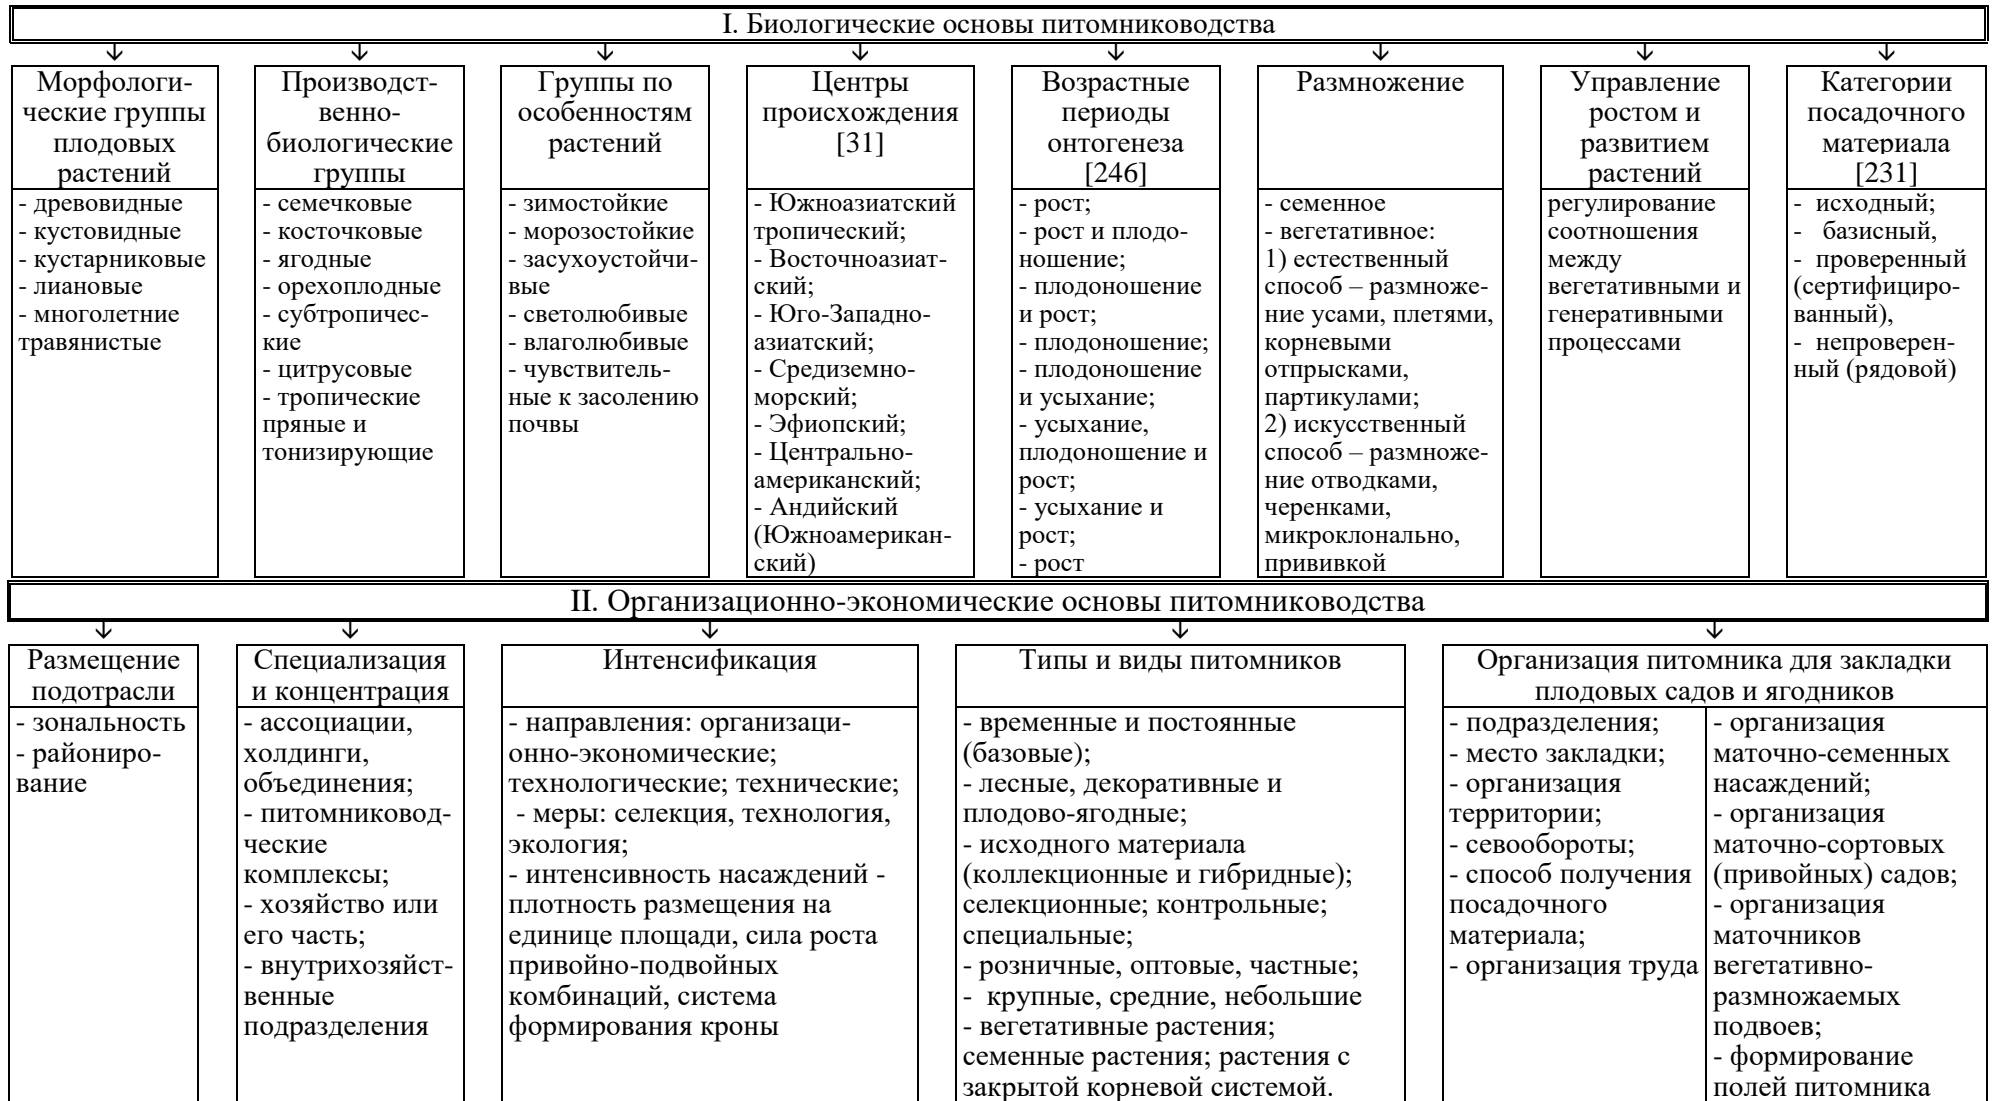 I. Биологические основы питомниководства
Морфологи-
ческие группы
плодовых
растений
- древовидные
- кустовидные
- кустарниковые
- лиановые
- многолетние
травянистые
Производст-
венно-
биологические
группы
- семечковые
- косточковые
- ягодные
- орехоплодные
- субтропичес-
кие
- цитрусовые
- тропические
пряные и
тонизирующие
Группы по
особенностям
растений
- зимостойкие
- морозостойкие
- засухоустойчи-
вые
- светолюбивые
- влаголюбивые
- чувствитель-
ные к засолению
почвы
Центры
происхождения
[31]
- Южноазиатский
тропический;
- Восточноазиат-
ский;
- Юго-Западно-
азиатский;
- Средиземно-
морский;
- Эфиопский;
- Центрально-
американский;
- Андийский
(Южноамерикан-
ский)
Возрастные
периоды
онтогенеза
[246]
- рост;
- рост и плодо-
ношение;
- плодоношение
и рост;
- плодоношение;
- плодоношение
и усыхание;
- усыхание,
плодоношение и
рост;
- усыхание и
рост;
- рост
Размножение
- семенное
- вегетативное:
1) естественный
способ – размноже-
ние усами, плетями,
корневыми
отпрысками,
партикулами;
2) искусственный
способ – размноже-
ние отводками,
черенками,
микроклонально,
прививкой
Управление
ростом и
развитием
растений
регулирование
соотношения
между
вегетативными и
генеративными
процессами
Категории
посадочного
материала
[231]
- исходный;
- базисный,
- проверенный
(сертифициро-
ванный),
- непроверен-
ный (рядовой)
II. Организационно-экономические основы питомниководства
Размещение
подотрасли
- зональность
- райониро-
вание
Специализация
и концентрация
- ассоциации,
холдинги,
объединения;
- питомниковод-
ческие
комплексы;
- хозяйство или
его часть;
- внутрихозяйст-
венные
подразделения
Интенсификация
- направления: организаци-
онно-экономические;
технологические; технические;
- меры: селекция, технология,
экология;
- интенсивность насаждений -
плотность размещения на
единице площади, сила роста
привойно-подвойных
комбинаций, система
формирования кроны
Типы и виды питомников
- временные и постоянные
(базовые);
- лесные, декоративные и
плодово-ягодные;
- исходного материала
(коллекционные и гибридные);
селекционные; контрольные;
специальные;
- розничные, оптовые, частные;
- крупные, средние, небольшие
- вегетативные растения;
семенные растения; растения с
закрытой корневой системой.
Организация питомника для закладки
плодовых садов и ягодников
- подразделения;
- место закладки;
- организация
территории;
- севообороты;
- способ получения
посадочного
материала;
- организация труда
- организация
маточно-семенных
насаждений;
- организация
маточно-сортовых
(привойных) садов;
- организация
маточников
вегетативно-
размножаемых
подвоев;
- формирование
полей питомника